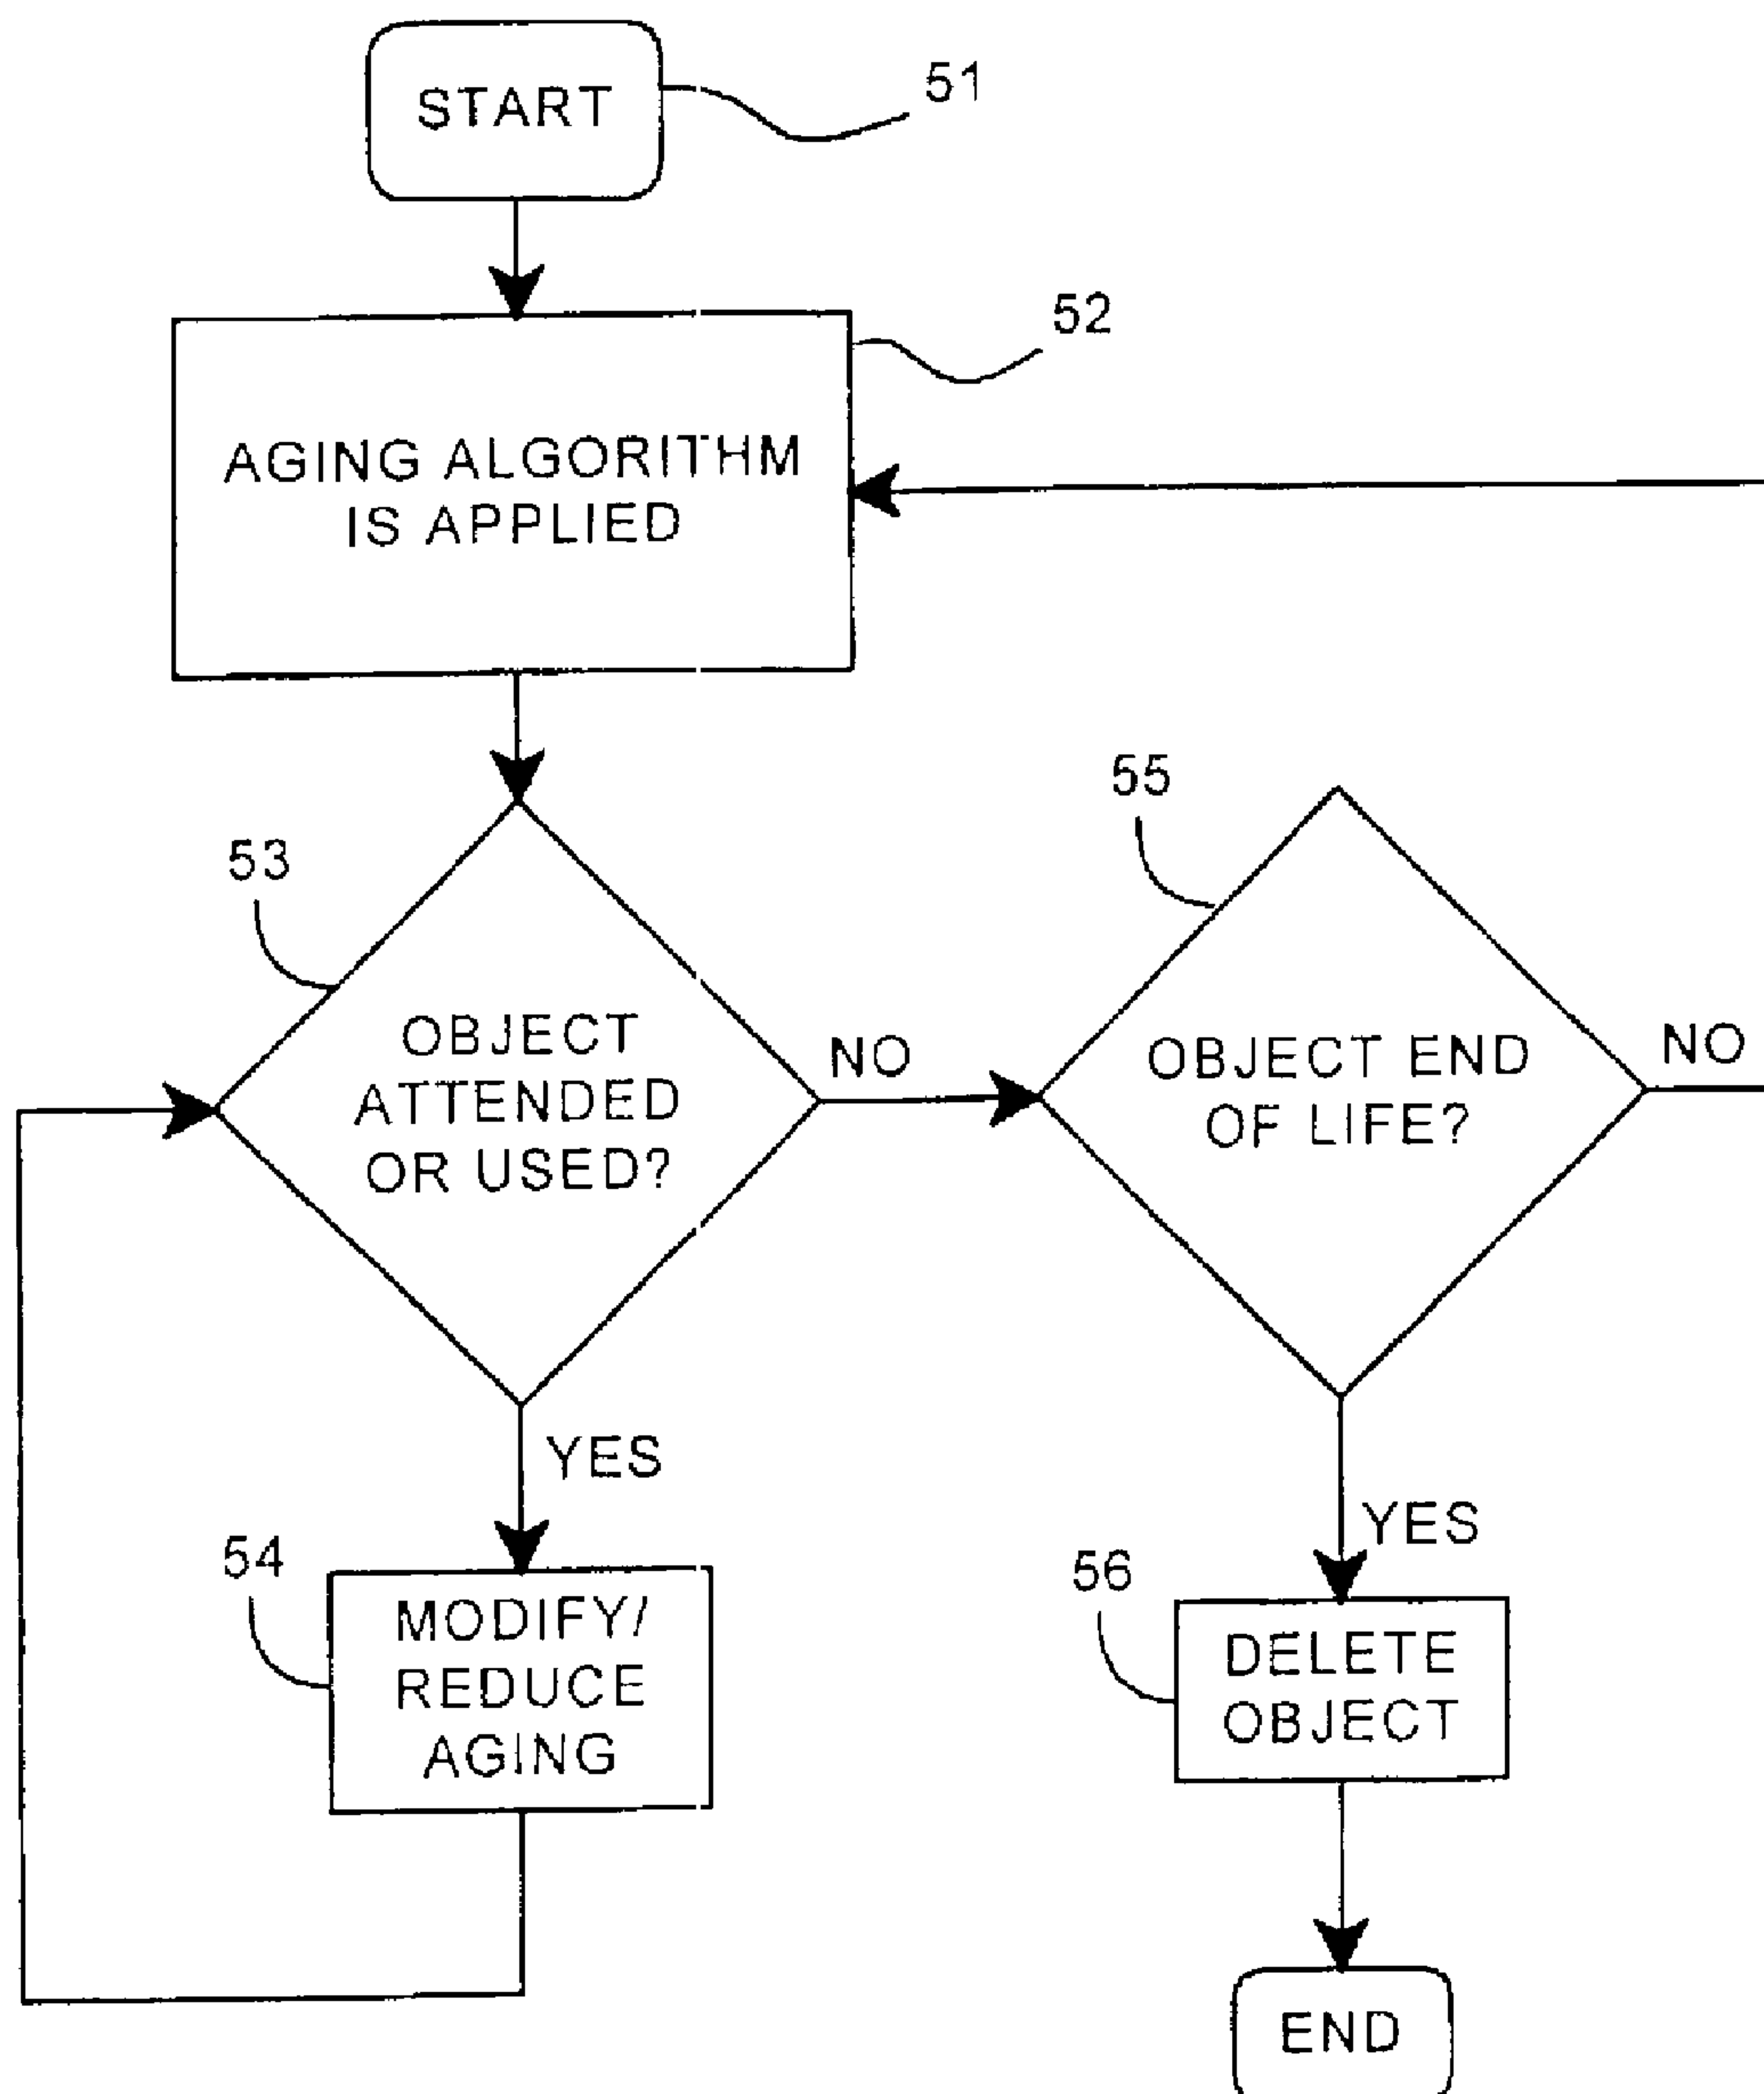 START
51
52
AGING ALGORITHM
IS APPLIED
53
OBJECT
ATTENDED
OR USED?
NO
55
OBJECT END
OF LIFE?
NO
YES
YES
54
MODIFY/
REDUCE
AGING
56
DELETE
OBJECT
END